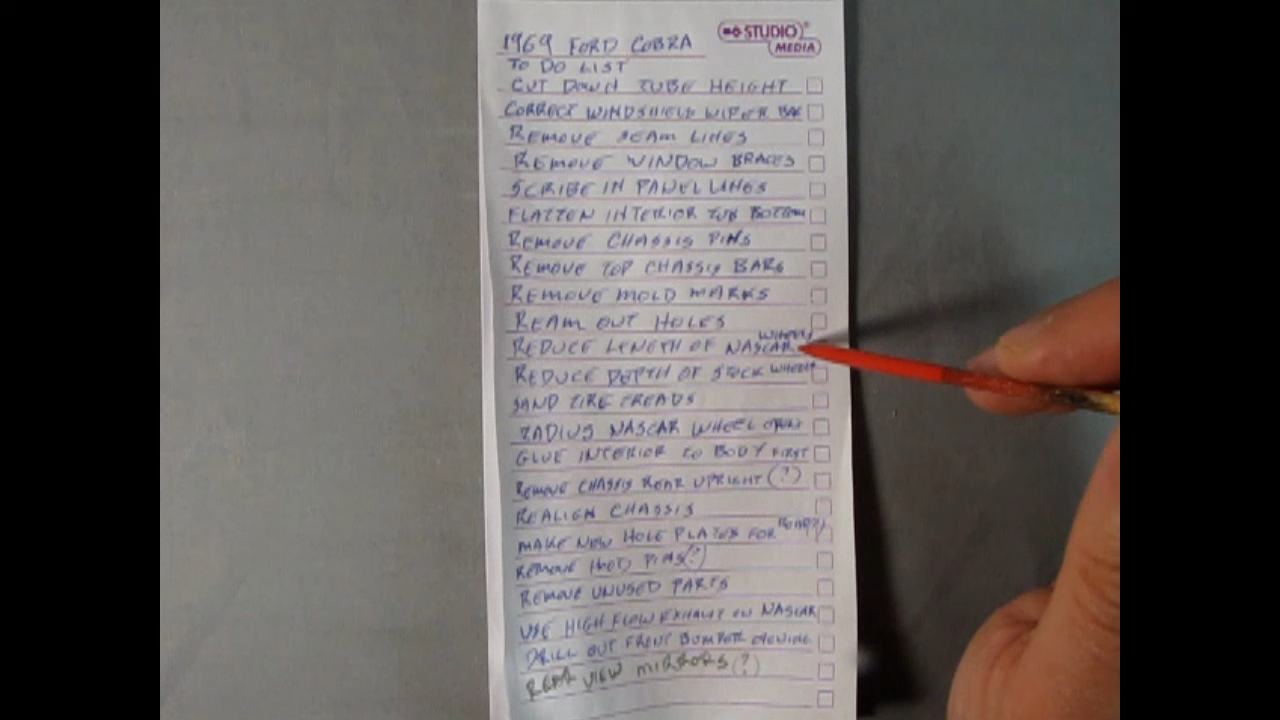 1969 FORD COBRA
STUDIO
MEDIA
TO DO LIST
CUT DOWN TUBE HEIGHT
CORRECT WINDSHIELD WIPER BAR
REMOVE SEAM LINES
REMOVE WINDOW BRACES
SCRIBE IN PANEL LINES
FLATTEN INTERIOR TUB BOTTOM
REMOVE CHASSIS PINS
REMOVE TOP CHASSIS BARS
REMOVE MOLD MARKS
REAM OUT HOLES
REDUCE LENGTH OF NASCAR WHEELS
REDUCE DEPTH OF STOCK WHEELS
SAND TIRE TREADS
RADIUS NASCAR WHEEL
GLUE INTERIOR TO BODY FIRST
REMOVE CHASSIS REAR UPRIGHT (?)
REALIGN CHASSIS
MAKE NEW HOLE PLATES FOR
REMOVE HOOD PINS(?)
REMOVE UNUSED PARTS
USE HIGH FLOW EXHAUST ON NASCAR
DRILL OUT FRONT BUMPER OPENING
REAR VIEW MIRRORS (?)